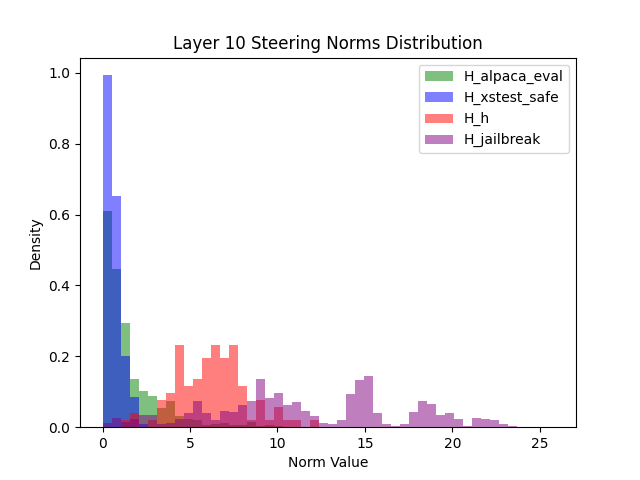 Layer 10 Steering Norms Distribution
H_alpaca_eval
H_xstest_safe
H_h
H_jailbreak
Density
1.0
0.8
0.6
0.4
0.2
0.0
0
5
10
15
20
25
Norm Value